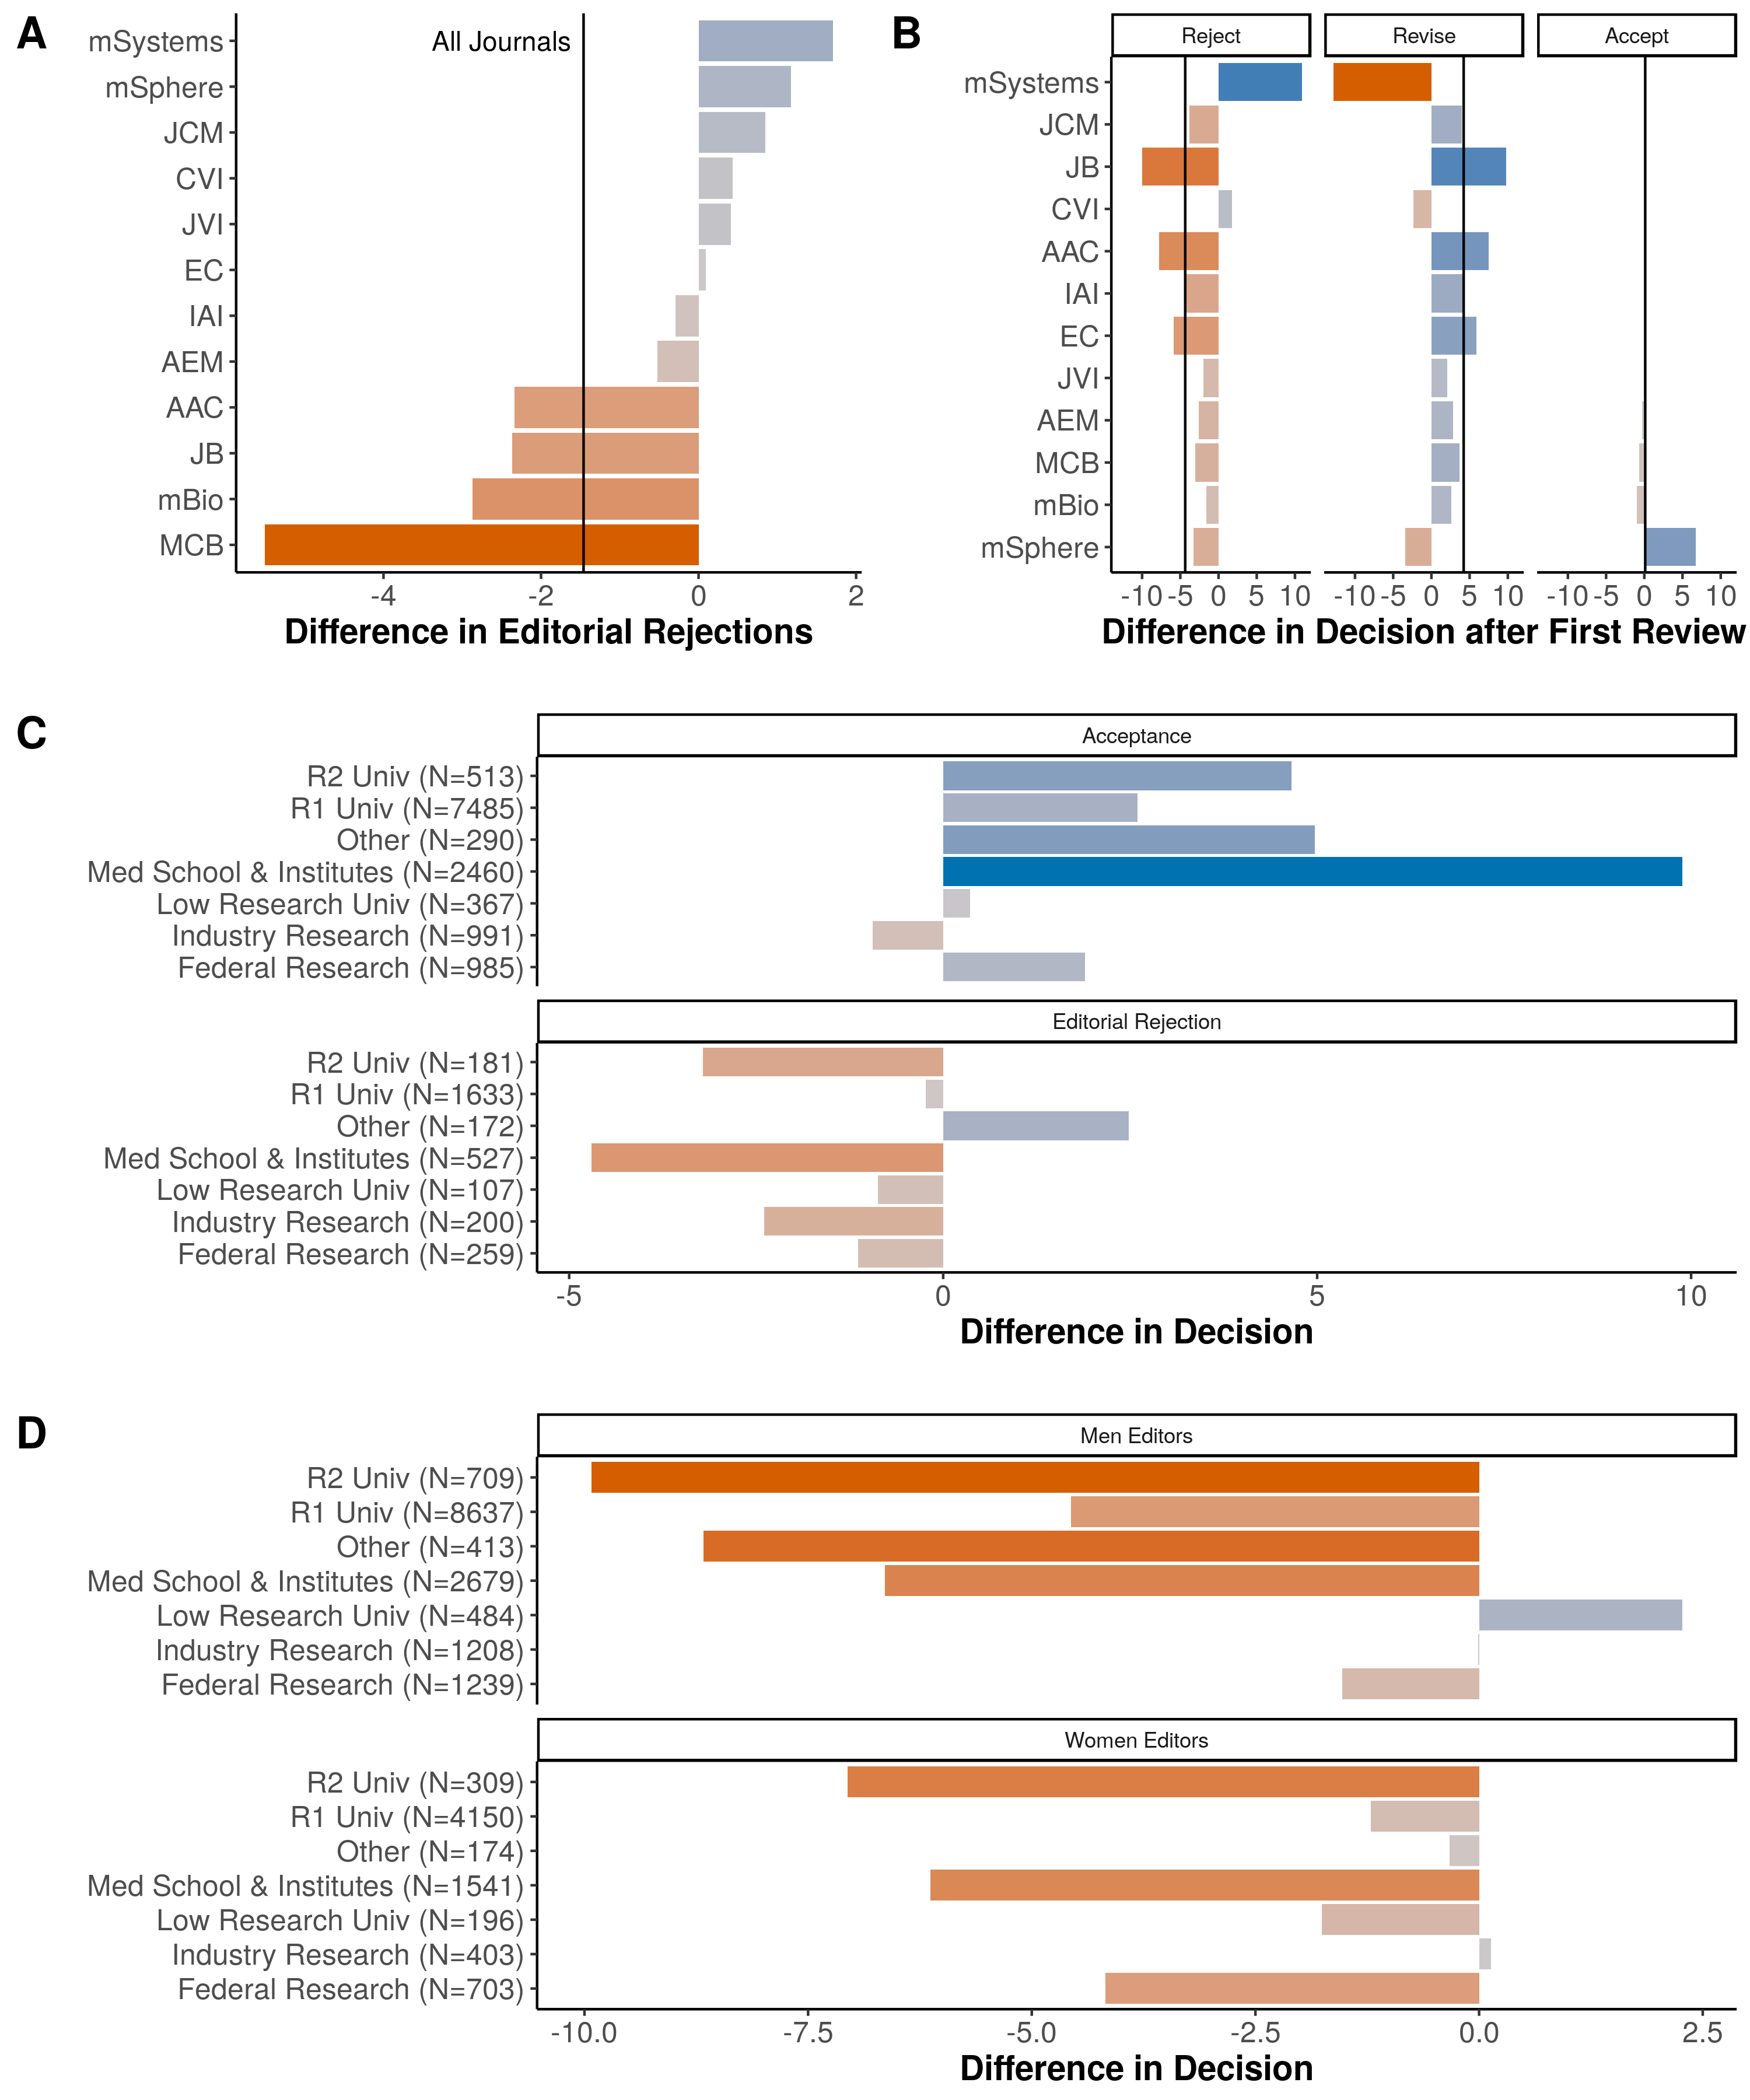 A
All Journals
mSystems
mSphere
JCM
CVI
JVI
EC
IAI
AEM
AAC
JB
mBio
MCB
-4 -2 0 2
Difference in Editorial Rejections
B
Reject Revise Accept
mSystems
JCM
JB
CVI
AAC
IAI
EC
JVI
AEM
MCB
mBio
mSphere
-10 -5 0 5 10 -10 -5 0 5 10 -10 -5 0 5 10
Difference in Decision after First Review
C
Acceptance
R2 Univ (N=513)
R1 Univ (N=7485)
Other (N=290)
Med School & Institutes (N=2460)
Low Research Univ (N=367)
Industry Research (N=991)
Federal Research (N=985)
Editorial Rejection
R2 Univ (N=181)
R1 Univ (N=1633)
Other (N=172)
Med School & Institutes (N=527)
Low Research Univ (N=107)
Industry Research (N=200)
Federal Research (N=259)
-5 0 5 10
Difference in Decision
D
Men Editors
R2 Univ (N=709)
R1 Univ (N=8637)
Other (N=413)
Med School & Institutes (N=2679)
Low Research Univ (N=484)
Industry Research (N=1208)
Federal Research (N=1239)
Women Editors
R2 Univ (N=309)
R1 Univ (N=4150)
Other (N=174)
Med School & Institutes (N=1541)
Low Research Univ (N=196)
Industry Research (N=403)
Federal Research (N=703)
-10.0 -7.5 -5.0 -2.5 0.0 2.5
Difference in Decision